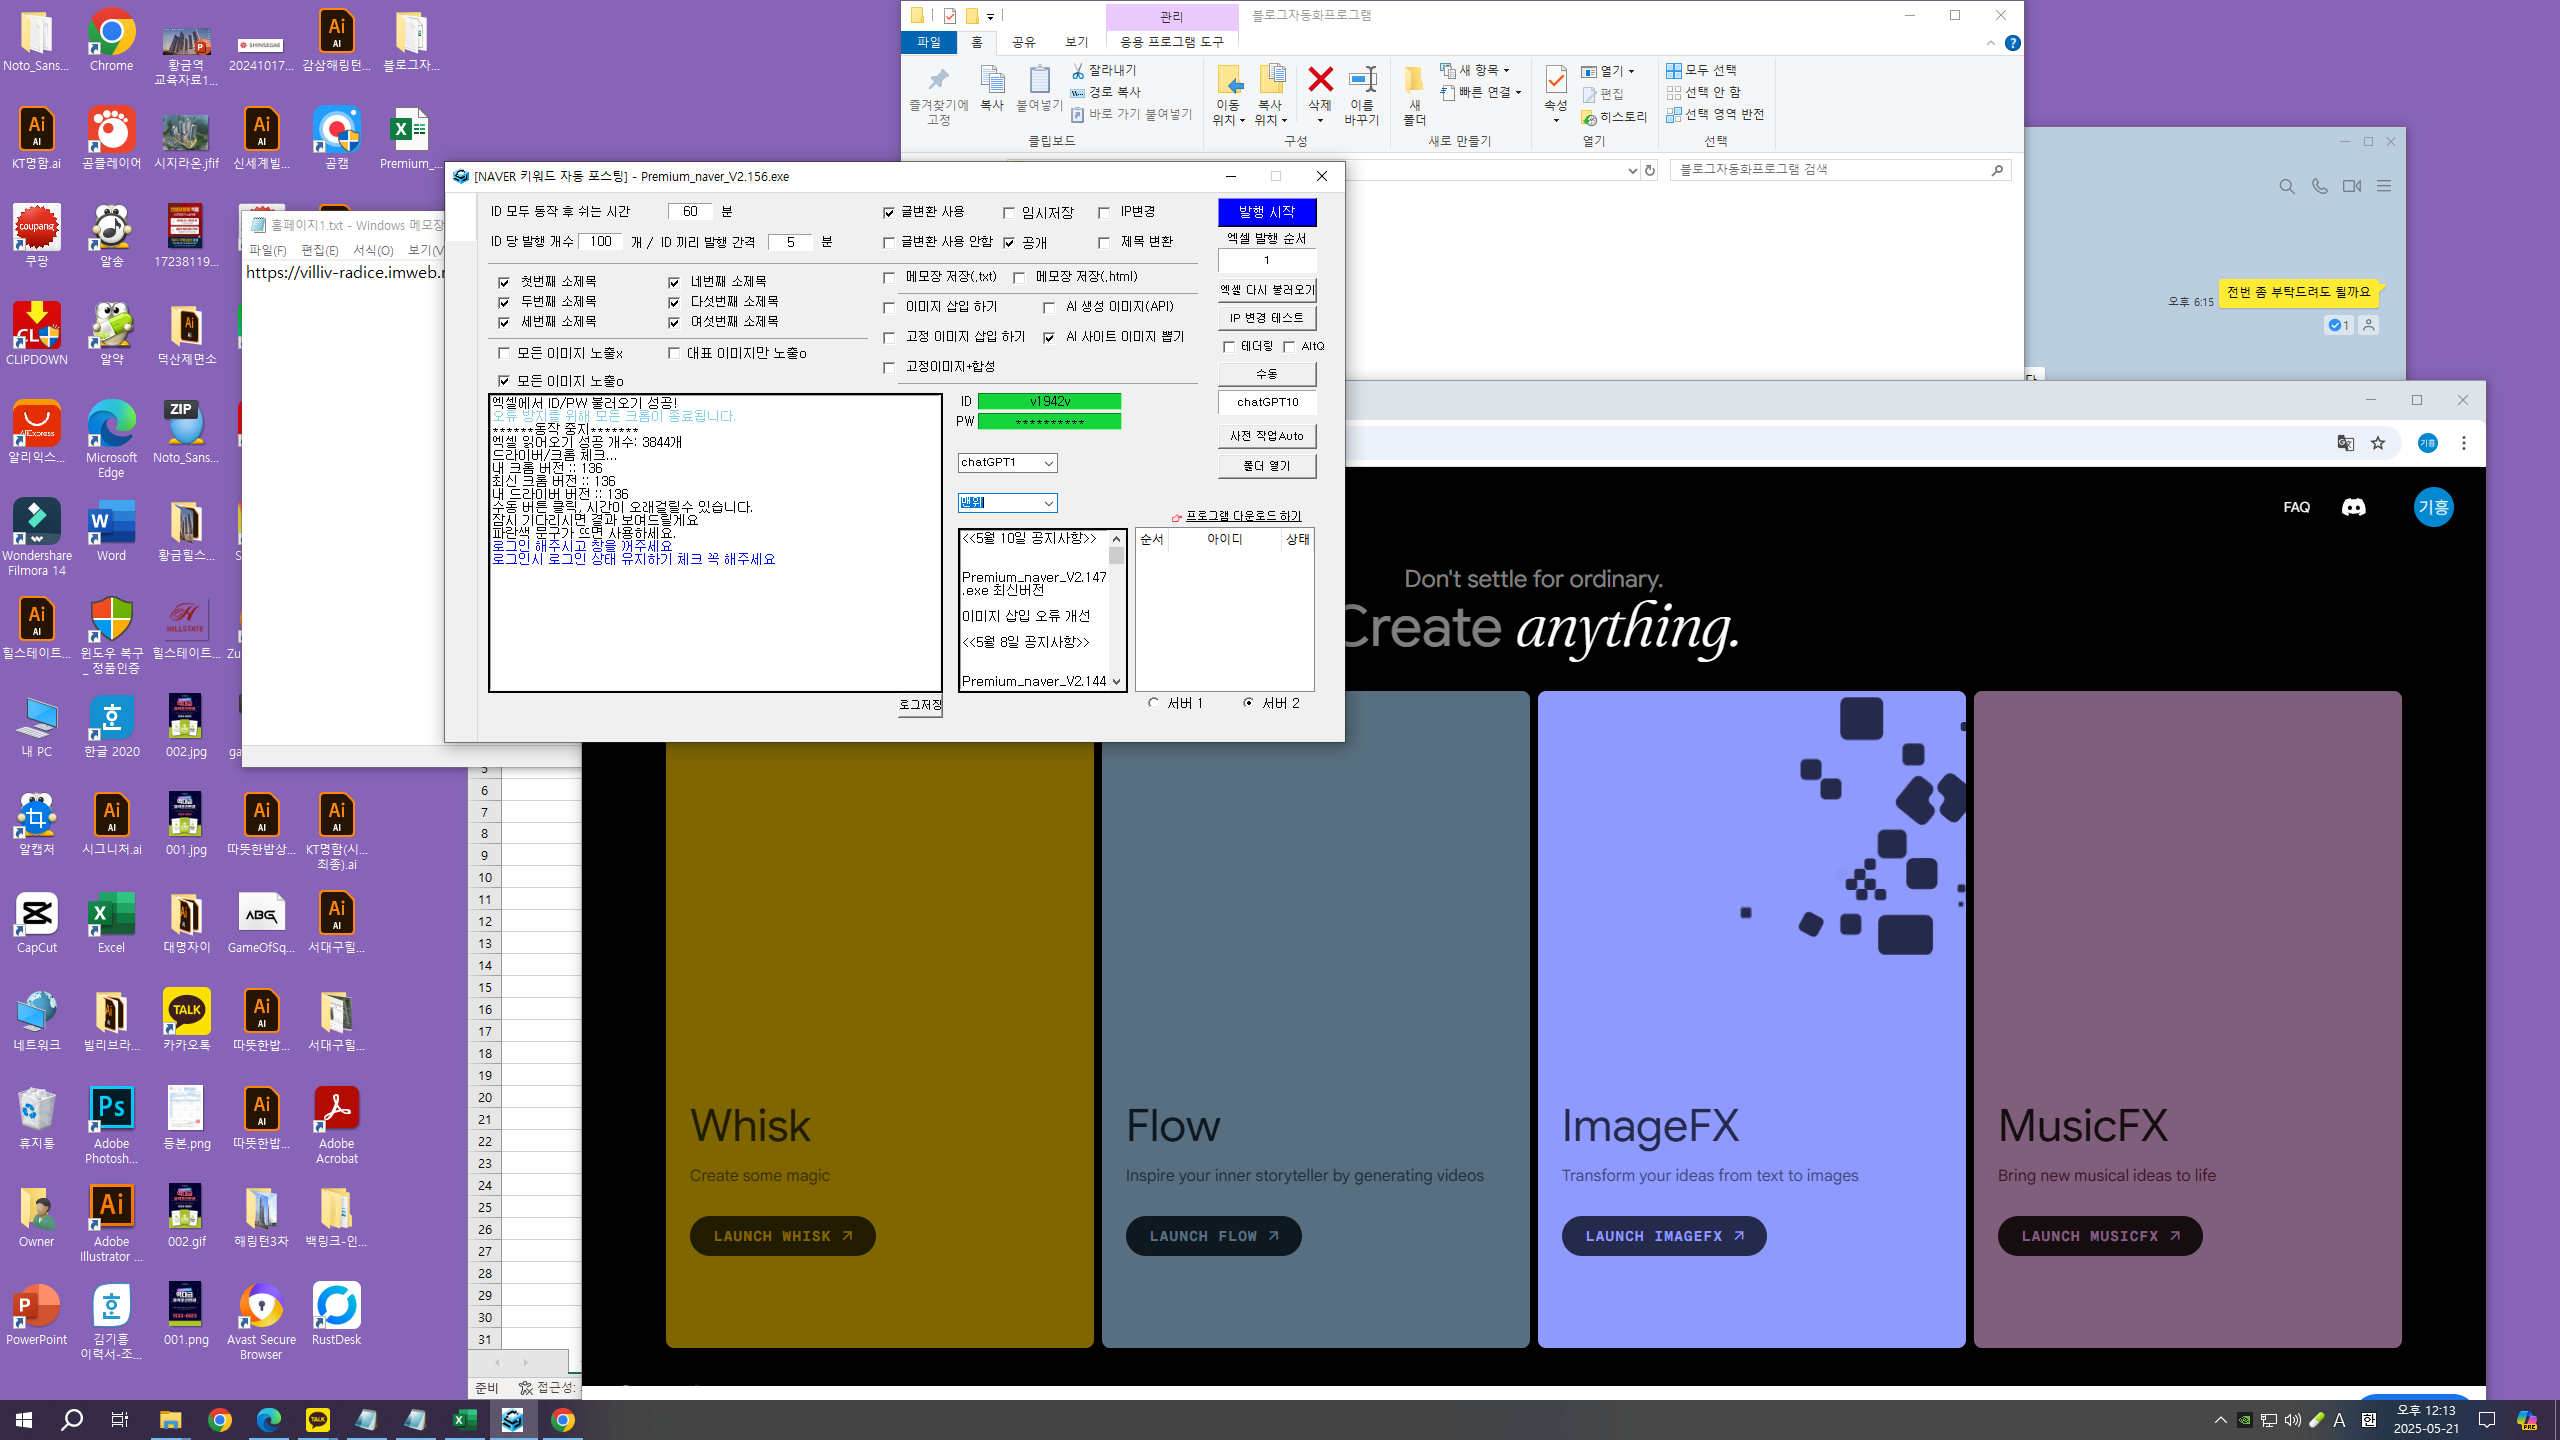 Noto_Sans...
Chrome
황금역
교육자료1...
20241017...
감삼해링턴...
블로그자...
KT명함.ai
곰플레이어
시지라온.jfif
신세계빌...
곰캠
Premium_...
쿠팡
알송
17238119...
CLIPDOWN
알약
덕산제면소
알리익스...
Microsoft
Edge
Noto_Sans...
Wondershare
Filmora 14
Word
황금힐스...
힐스테이트...
윈도우 복구
_ 정품인증
힐스테이트...
내 PC
한글 2020
002.jpg
알캡처
시그니처.ai
001.jpg
따뜻한밥상...
KT명함(시...
최종).ai
CapCut
Excel
대명자이
GameOfSq...
서대구힐...
네트워크
빌리브라...
카카오톡
따뜻한밥...
서대구힐...
휴지통
Adobe
Photosh...
등본.png
따뜻한밥...
Adobe
Acrobat
Owner
Adobe
Illustrator ...
002.gif
해링턴3차
백링크-인...
PowerPoint
김기흥
이력서-조...
001.png
Avast Secure
Browser
RustDesk
홈페이지1.txt - Windows 메모장
파일(F) 편집(E) 서식(O) 보기(V
https://villiv-radice.imweb.
관리
블로그자동화프로그램
파일 홈 공유 보기 응용 프로그램 도구
즐겨찾기에
고정
복사
붙여넣기
잘라내기
경로 복사
바로 가기 붙여넣기
클립보드
이동
위치
복사
위치
삭제
이름
바꾸기
구성
새
폴더
새 항목
빠른 연결
새로 만들기
속성
열기
편집
히스토리
열기
모두 선택
선택 안 함
선택 영역 반전
선택
블로그자동화프로그램 검색
오후 6:15
전번 좀 부탁드려도 될까요
1
[NAVER 키워드 자동 포스팅] - Premium_naver_V2.156.exe
ID 모두 동작 후 쉬는 시간 60 분
ID 당 발행 개수 100 개 / ID 끼리 발행 간격 5 분
첫번째 소제목
두번째 소제목
세번째 소제목
네번째 소제목
다섯번째 소제목
여섯번째 소제목
모든 이미지 노출x
대표 이미지만 노출o
모든 이미지 노출o
글변환 사용
임시저장
IP변경
글변환 사용 안함
공개
제목 변환
메모장 저장(.txt)
메모장 저장(.html)
이미지 삽입 하기
AI 생성 이미지(API)
고정 이미지 삽입 하기
AI 사이트 이미지 뽑기
고정이미지+합성
발행 시작
엑셀 발행 순서
1
엑셀 다시 불러오기
IP 변경 테스트
테더링 AltQ
수동
chatGPT10
사전 작업Auto
폴더 열기
엑셀에서 ID/PW 불러오기 성공!
오류 방지를 위해 모든 크롬이 종료됩니다.
******동작 중지*******
엑셀 읽어오기 성공 개수: 3844개
드라이버/크롬 체크...
내 크롬 버전 :: 136
최신 크롬 버전 :: 136
내 드라이버 버전 :: 136
수동 버튼 클릭, 시간이 오래걸릴수 있습니다.
잠시 기다리시면 결과 보여드릴게요
파란색 문구가 뜨면 사용하세요.
로그인 해주시고 창을 꺼주세요
로그인시 로그인 상태 유지하기 체크 꼭 해주세요
로그저장
ID v1942v
PW **********
chatGPT1
맨위
프로그램 다운로드 하기
<<5월 10일 공지사항>>
Premium_naver_V2.147
.exe 최신버전
이미지 삽입 오류 개선
<<5월 8일 공지사항>>
Premium_naver_V2.144
순서 아이디 상태
서버 1 서버 2
기흥
FAQ
기흥
Don't settle for ordinary.
Create anything.
Whisk
Create some magic
LAUNCH WHISK
Flow
Inspire your inner storyteller by generating videos
LAUNCH FLOW
ImageFX
Transform your ideas from text to images
LAUNCH IMAGEFX
MusicFX
Bring new musical ideas to life
LAUNCH MUSICFX
5
6
7
8
9
10
11
12
13
14
15
16
17
18
19
20
21
22
23
24
25
26
27
28
29
30
31
준비 접근성:
A
한
오후 12:13
2025-05-21